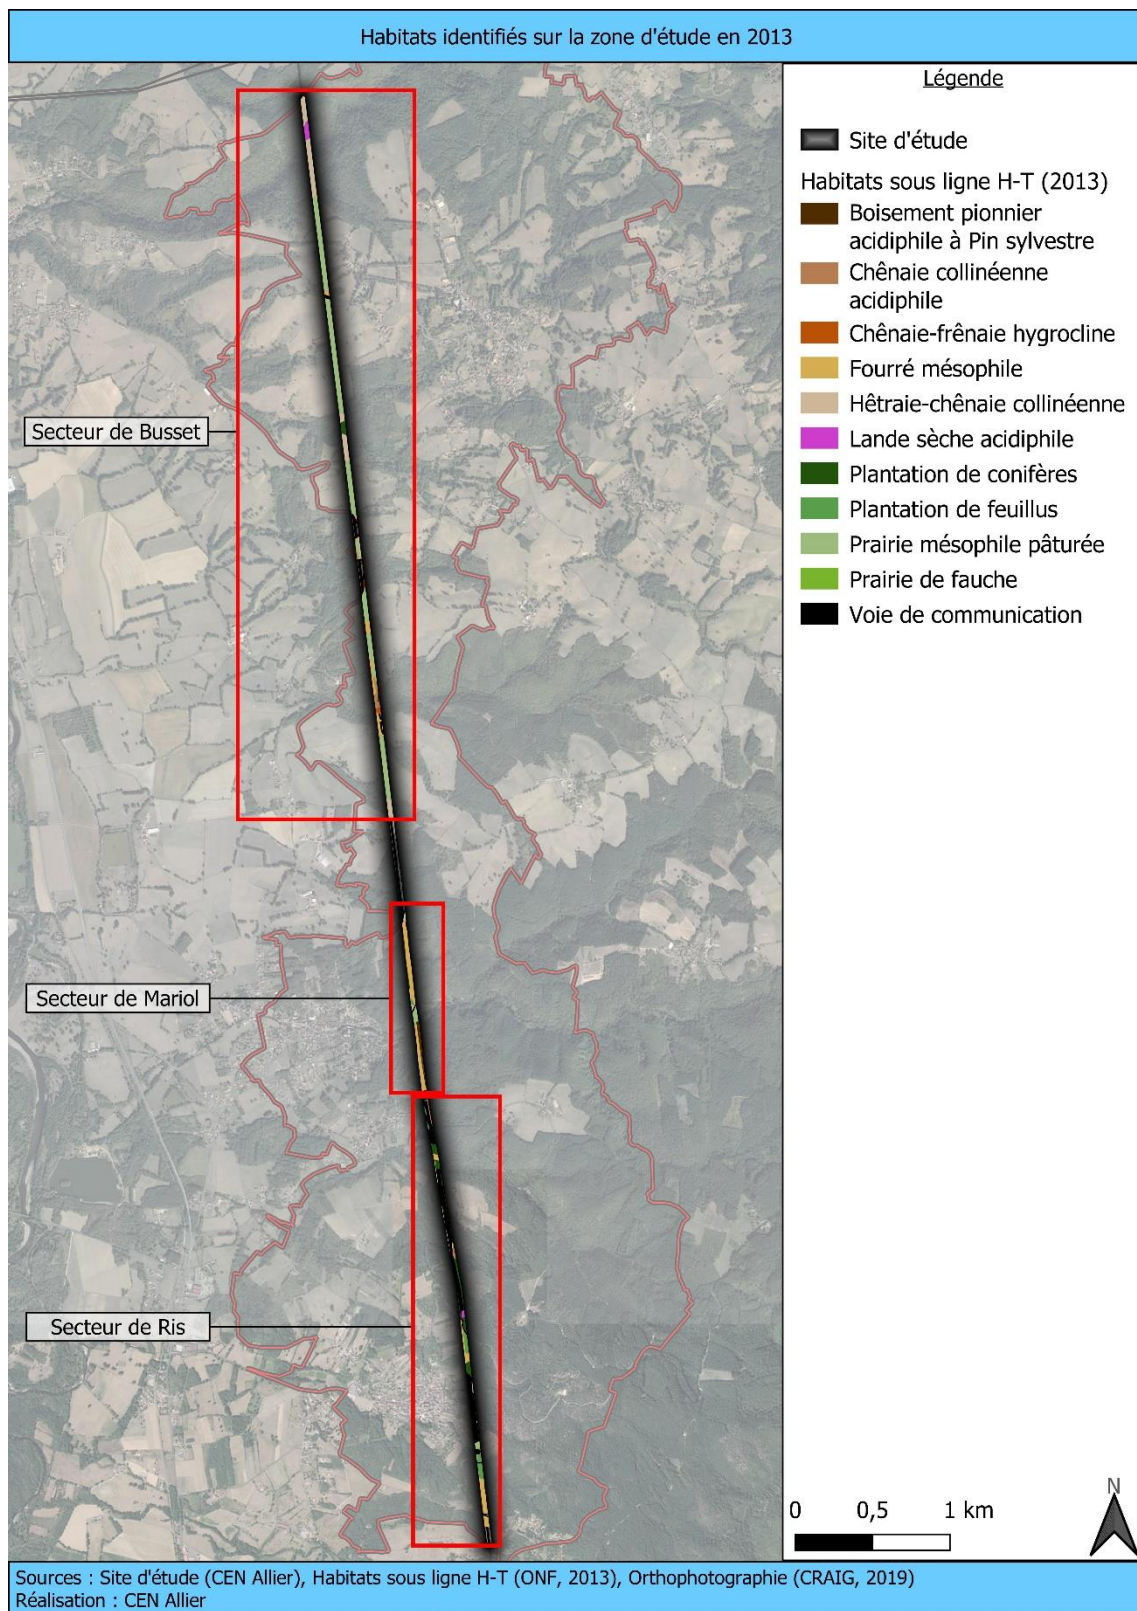 Habitats identifiés sur la zone d'étude en 2013
Légende
Site d'étude
Habitats sous ligne H-T (2013)
Boisement pionnier
acidiphile à Pin sylvestre
Chênaie collinéenne
acidiphile
Chênaie-frênaie hygrocline
Fourré mésophile
Hêtraie-chênaie collinéenne
Lande sèche acidiphile
Plantation de conifères
Plantation de feuillus
Prairie mésophile pâturée
Prairie de fauche
Voie de communication
Secteur de Busset
Secteur de Mariol
Secteur de Ris
0 0,5 1 km
N
Sources : Site d'étude (CEN Allier), Habitats sous ligne H-T (ONF, 2013), Orthophotographie (CRAIG, 2019)
Réalisation : CEN Allier